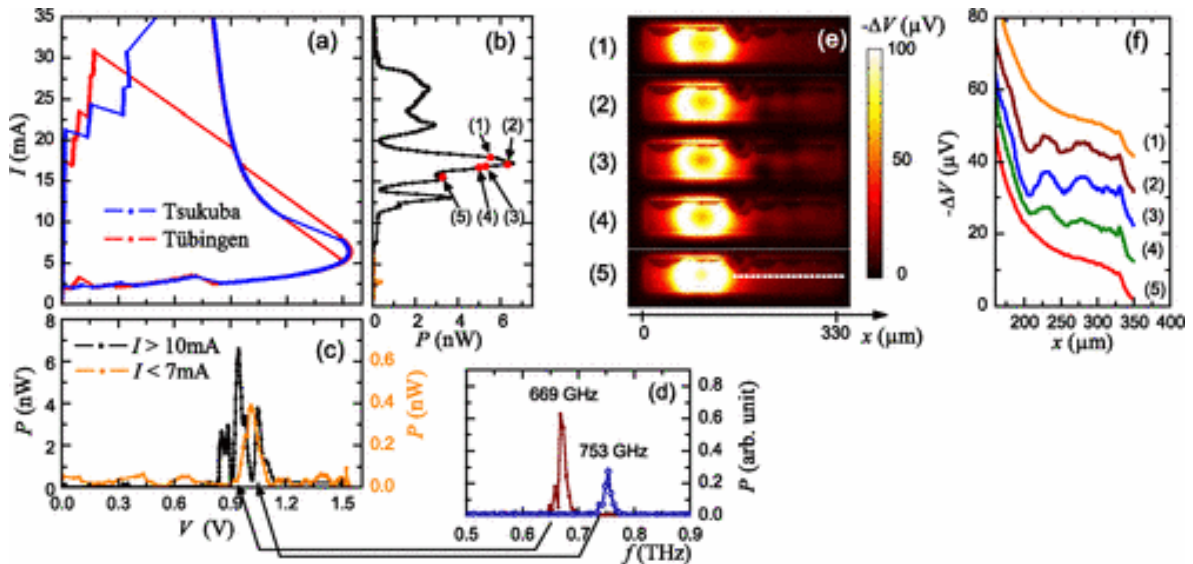 (a)
35
30
25
20
15
10
5
0
I (mA)
Tsukuba
Tübingen
(b)
(1)
(2)
(5)
(4)
(3)
0 2 4 6
P (nW)
(c)
I > 10mA
I < 7mA
8
6
4
2
0
P (nW)
0.6
0.4
0.2
0.0
P (nW)
0.0 0.3 0.6 0.9 1.2 1.5
V (V)
(d)
669 GHz
753 GHz
0.8
0.6
0.4
0.2
0.0
P (arb. unit)
0.5 0.6 0.7 0.8 0.9
f (THz)
(e)
(1)
(2)
(3)
(4)
(5)
0 330
x (μm)
-ΔV (μV)
100
50
0
(f)
80
60
40
20
0
-ΔV (μV)
(1)
(2)
(3)
(4)
(5)
200 250 300 350 400
x (μm)